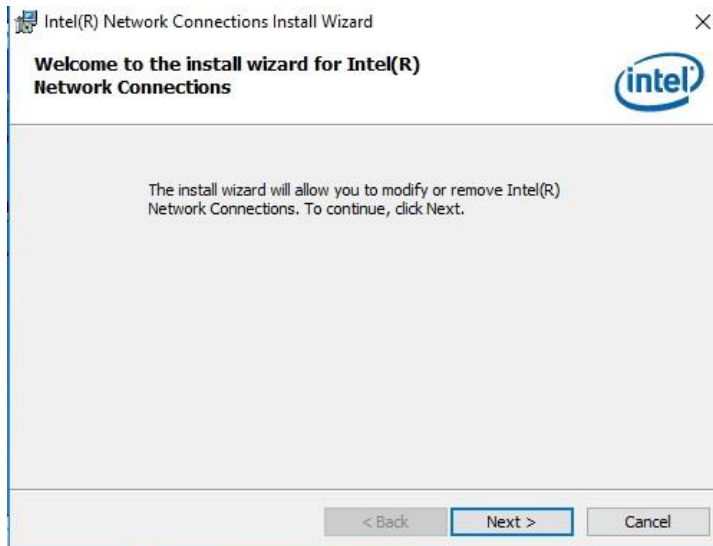 Intel(R) Network Connections Install Wizard
Welcome to the install wizard for Intel(R)
Network Connections
intel
The install wizard will allow you to modify or remove Intel(R)
Network Connections. To continue, click Next.
< Back
Next >
Cancel